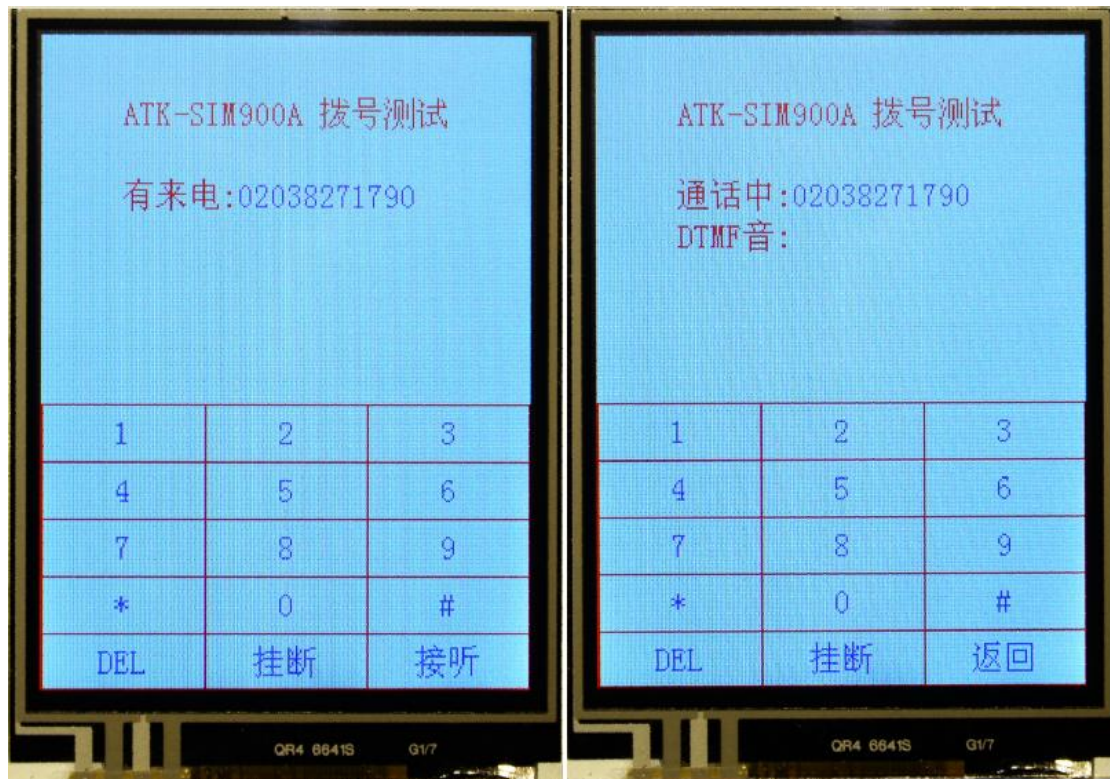 ATK-SIM900A 拨号测试
有来电:02038271790
1 2 3
4 5 6
7 8 9
* 0 #
DEL 挂断 接听
QR4 6641S G1/7
ATK-SIM900A 拨号测试
通话中:02038271790
DTMF音:
1 2 3
4 5 6
7 8 9
* 0 #
DEL 挂断 返回
QR4 6641S G1/7